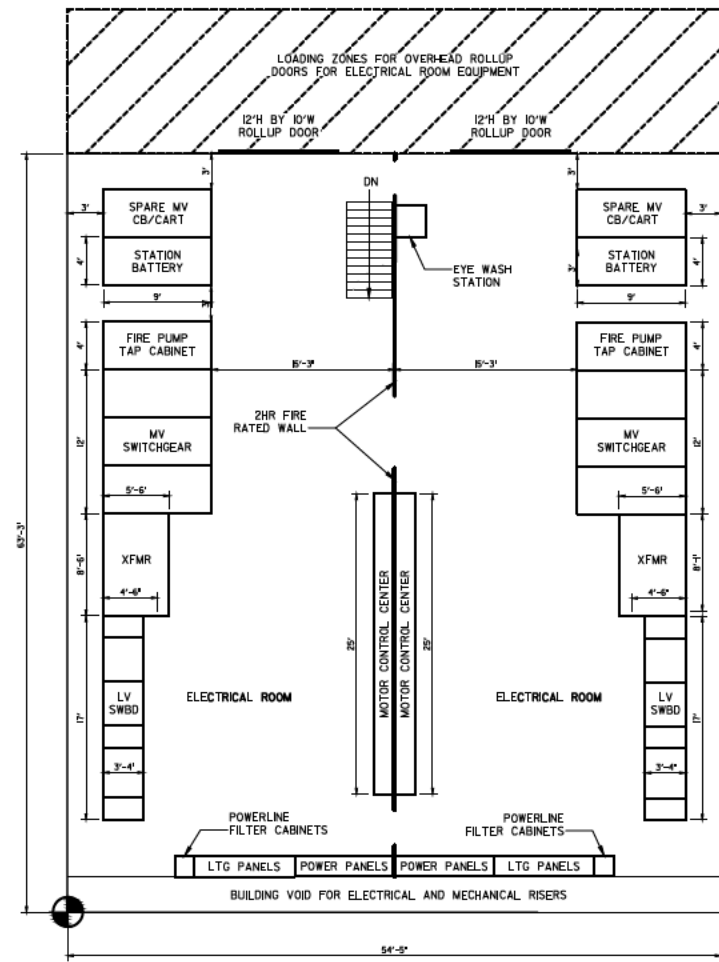 LOADING ZONES FOR OVERHEAD ROLLUP
DOORS FOR ELECTRICAL ROOM EQUIPMENT
12'H BY 10'W
ROLLUP DOOR
12'H BY 10'W
ROLLUP DOOR
3'
3'
DN
3'
SPARE MV
CB/CART
SPARE MV
CB/CART
3'
4'
STATION
BATTERY
EYE WASH
STATION
3'
STATION
BATTERY
4'
9'
9'
4'
FIRE PUMP
TAP CABINET
FIRE PUMP
TAP CABINET
4'
15'-3"
15'-3'
12'
MV
SWITCHGEAR
2HR FIRE
RATED WALL
MV
SWITCHGEAR
12'
5'-6'
5'-6'
63'-3'
8'-6'
XFMR
XFMR
8'-1'
4'-6"
4'-6"
25'
MOTOR CONTROL CENTER
MOTOR CONTROL CENTER
25'
17'
LV
SWBD
ELECTRICAL ROOM
ELECTRICAL ROOM
LV
SWBD
17'
3'-4'
3'-4"
POWERLINE
FILTER CABINETS
POWERLINE
FILTER CABINETS
LTG PANELS
POWER PANELS
POWER PANELS
LTG PANELS
BUILDING VOID FOR ELECTRICAL AND MECHANICAL RISERS
54'-5"